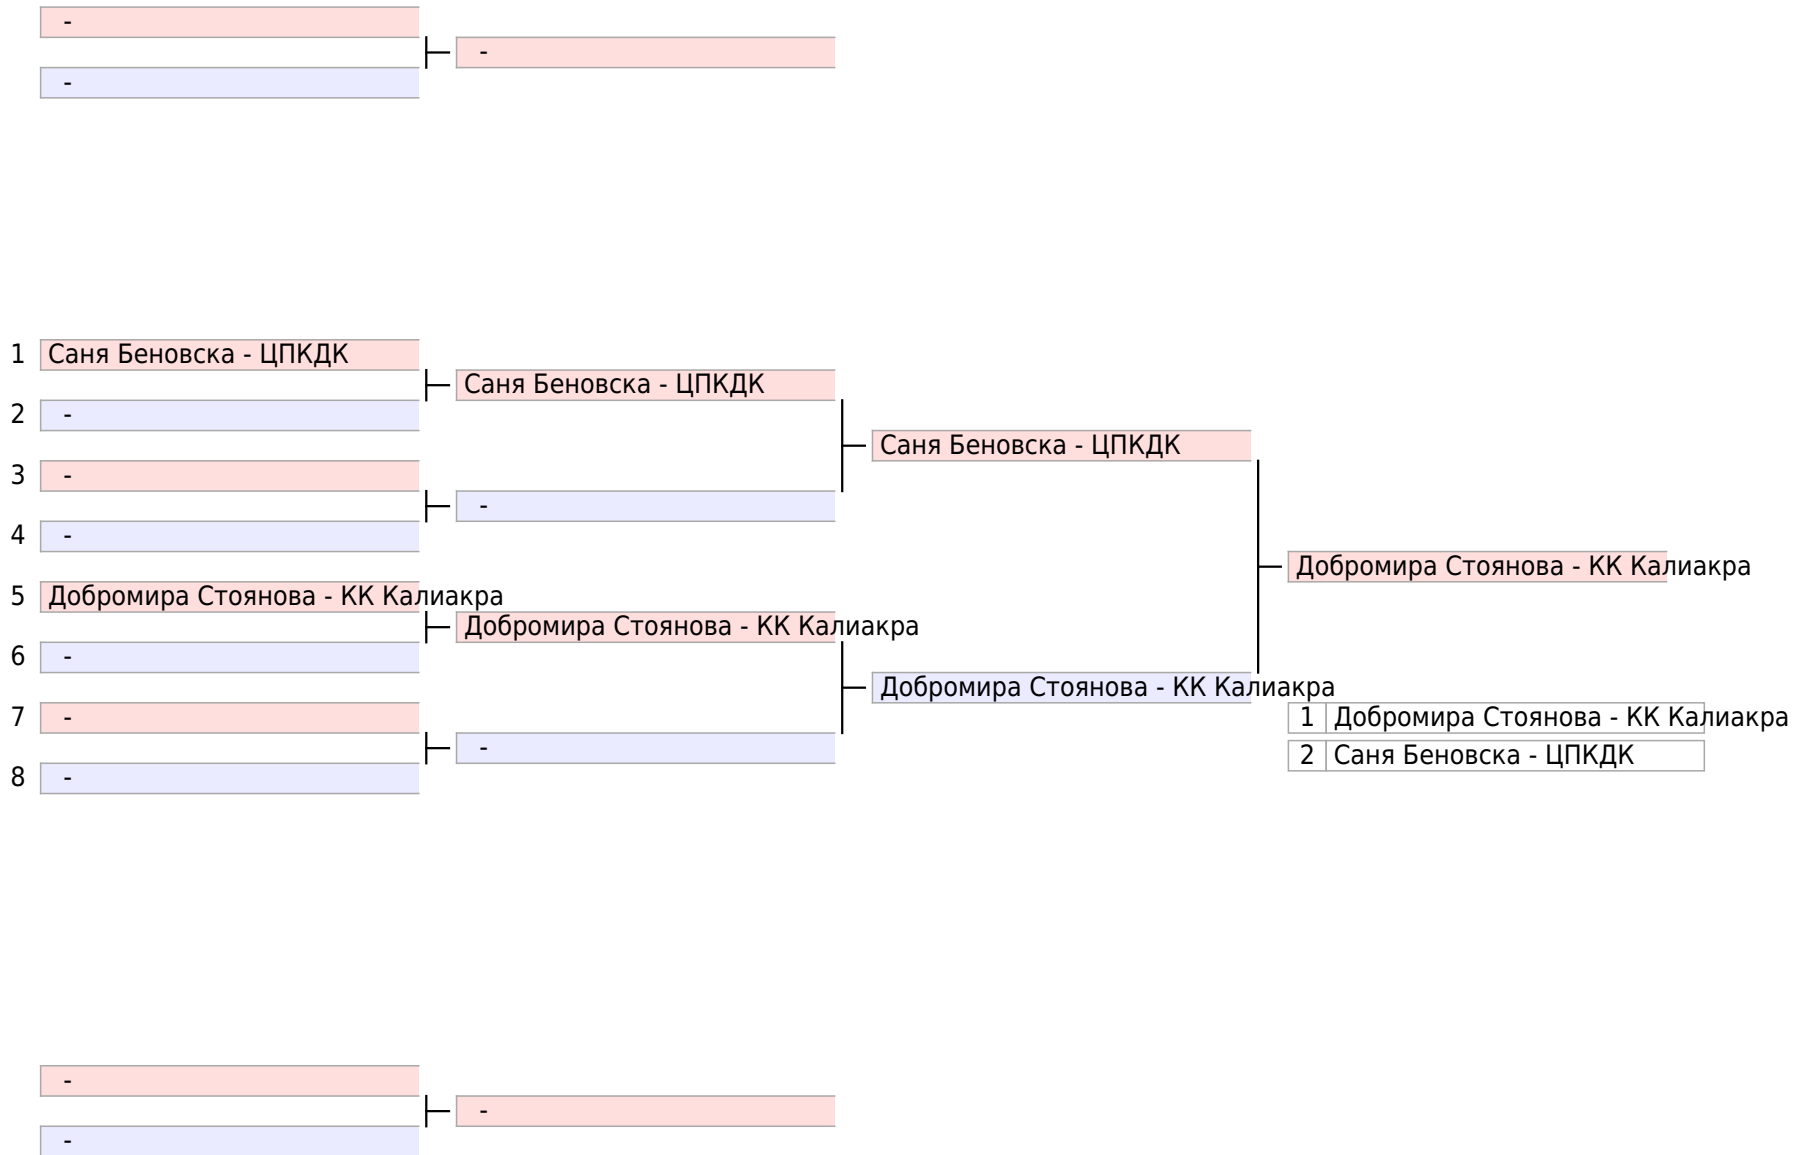 -
-
-
1 Саня Беновска - ЦПКДК
Саня Беновска - ЦПКДК
2 -
Саня Беновска - ЦПКДК
3 -
-
4 -
Добромира Стоянова - КК Калиакра
5 Добромира Стоянова - КК Калиакра
Добромира Стоянова - КК Калиакра
6 -
Добромира Стоянова - КК Калиакра
7 -
1 Добромира Стоянова - КК Калиакра
-
2 Саня Беновска - ЦПКДК
8 -
-
-
-